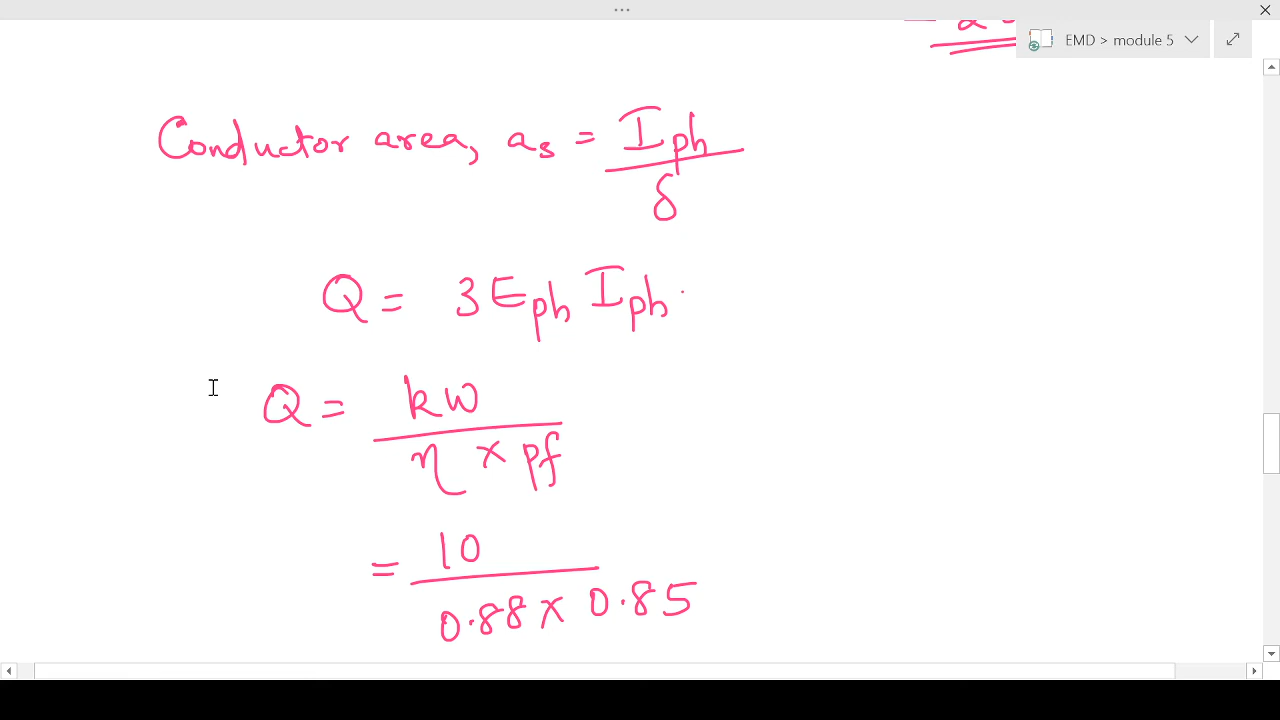 EMD > module 5
Conductor area, as = Iph
δ
Q = 3 Eph Iph.
Q = kw
η × pf
= 10
0.88 × 0.85